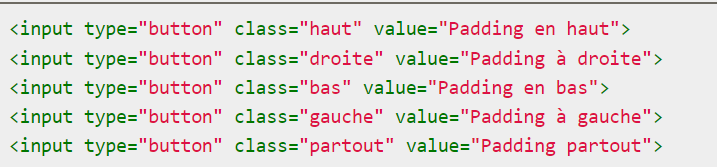 <input type="button" class="haut" value="Padding en haut">
<input type="button" class="droite" value="Padding à droite">
<input type="button" class="bas" value="Padding en bas">
<input type="button" class="gauche" value="Padding à gauche">
<input type="button" class="partout" value="Padding partout">